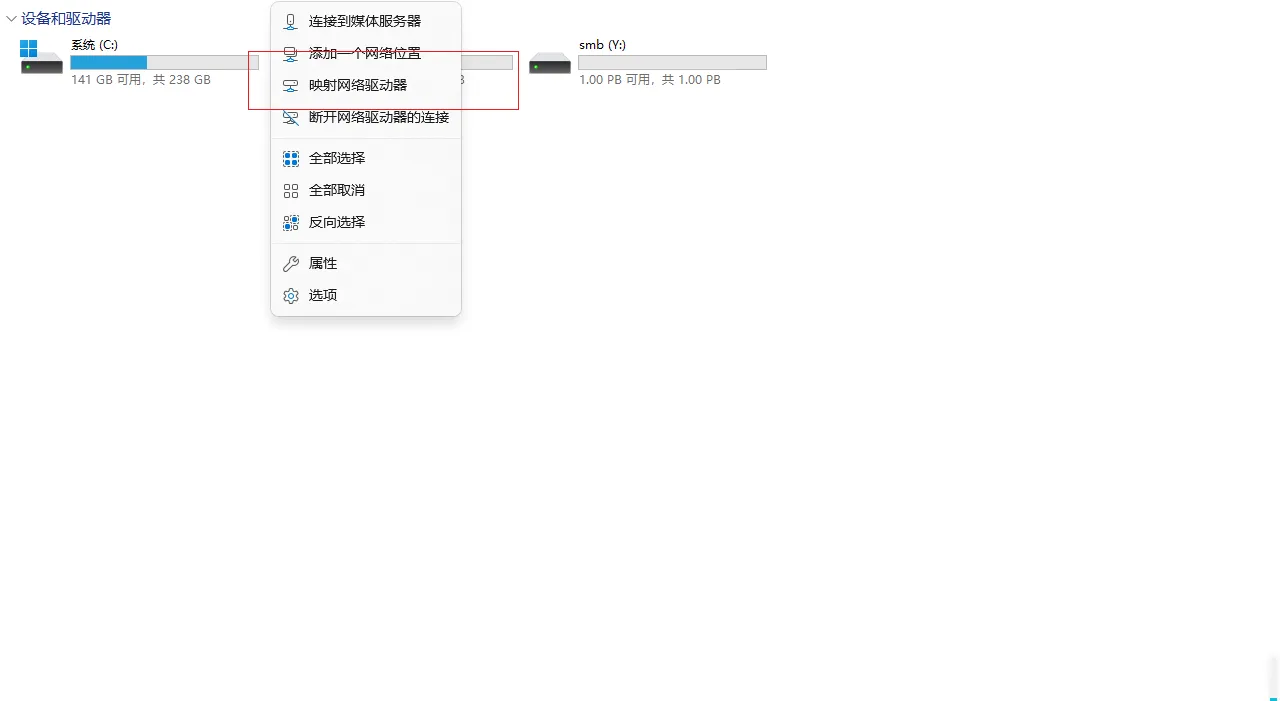 设备和驱动器
系统 (C:)
141 GB 可用，共 238 GB
smb (Y:)
1.00 PB 可用，共 1.00 PB
连接到媒体服务器
添加一个网络位置
映射网络驱动器
断开网络驱动器的连接
全部选择
全部取消
反向选择
属性
选项